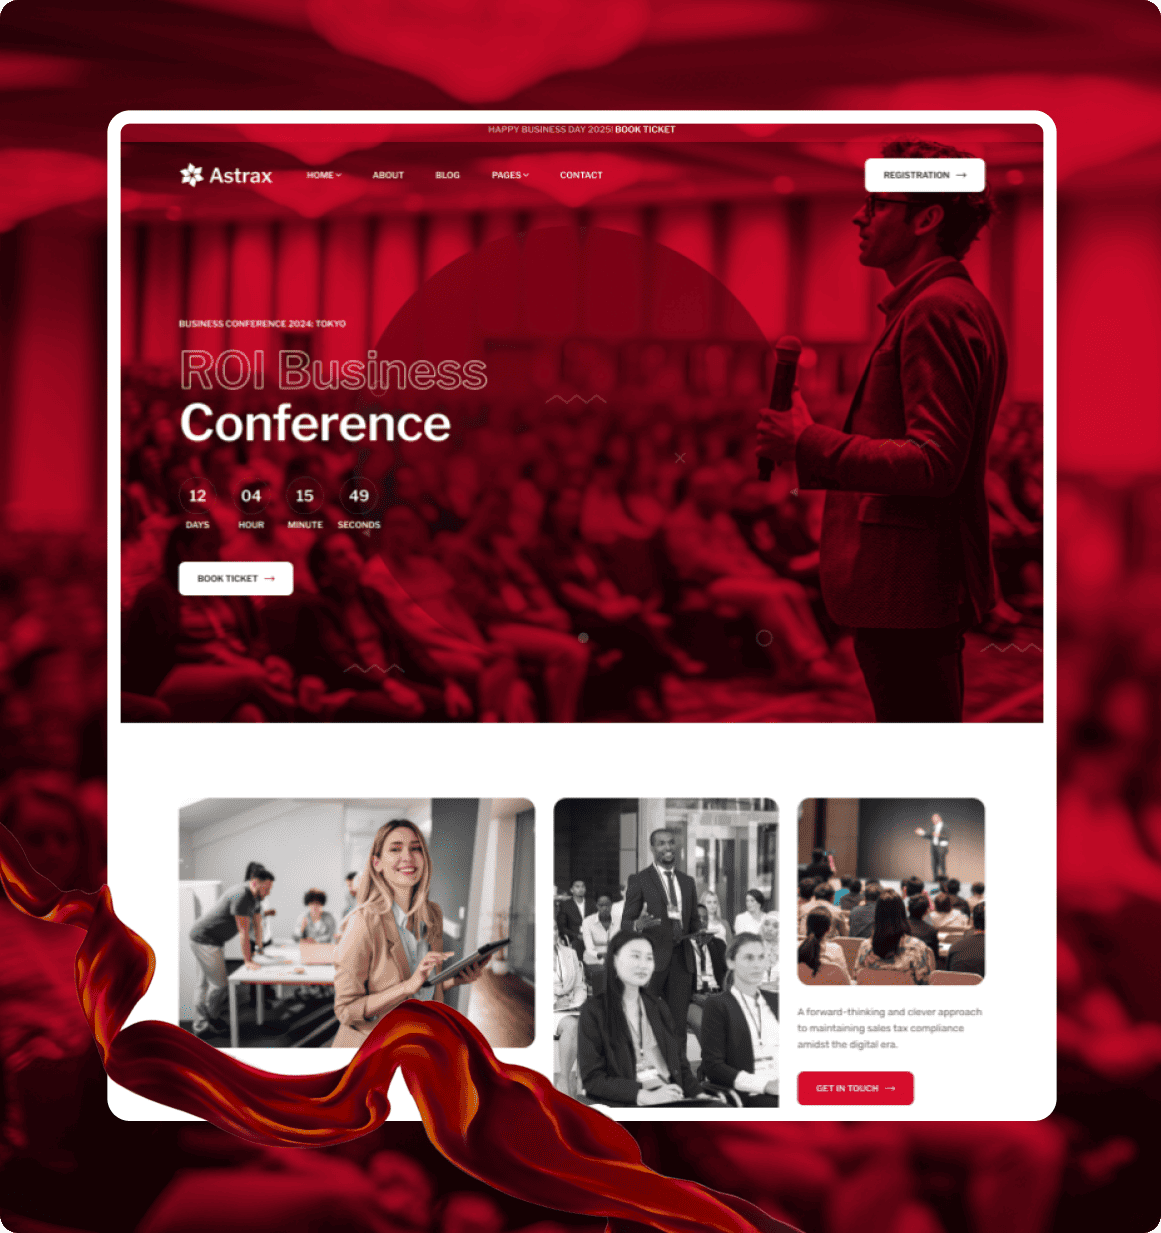 HAPPY BUSINESS DAY 2025! BOOK TICKET
Astrax HOME ABOUT BLOG PAGES CONTACT REGISTRATION
BUSINESS CONFERENCE 2024: TOKYO
ROI Business
Conference
12 04 15 49
DAYS HOUR MINUTE SECONDS
BOOK TICKET
A forward-thinking and clever approach
to maintaining sales tax compliance
amidst the digital era.
GET IN TOUCH